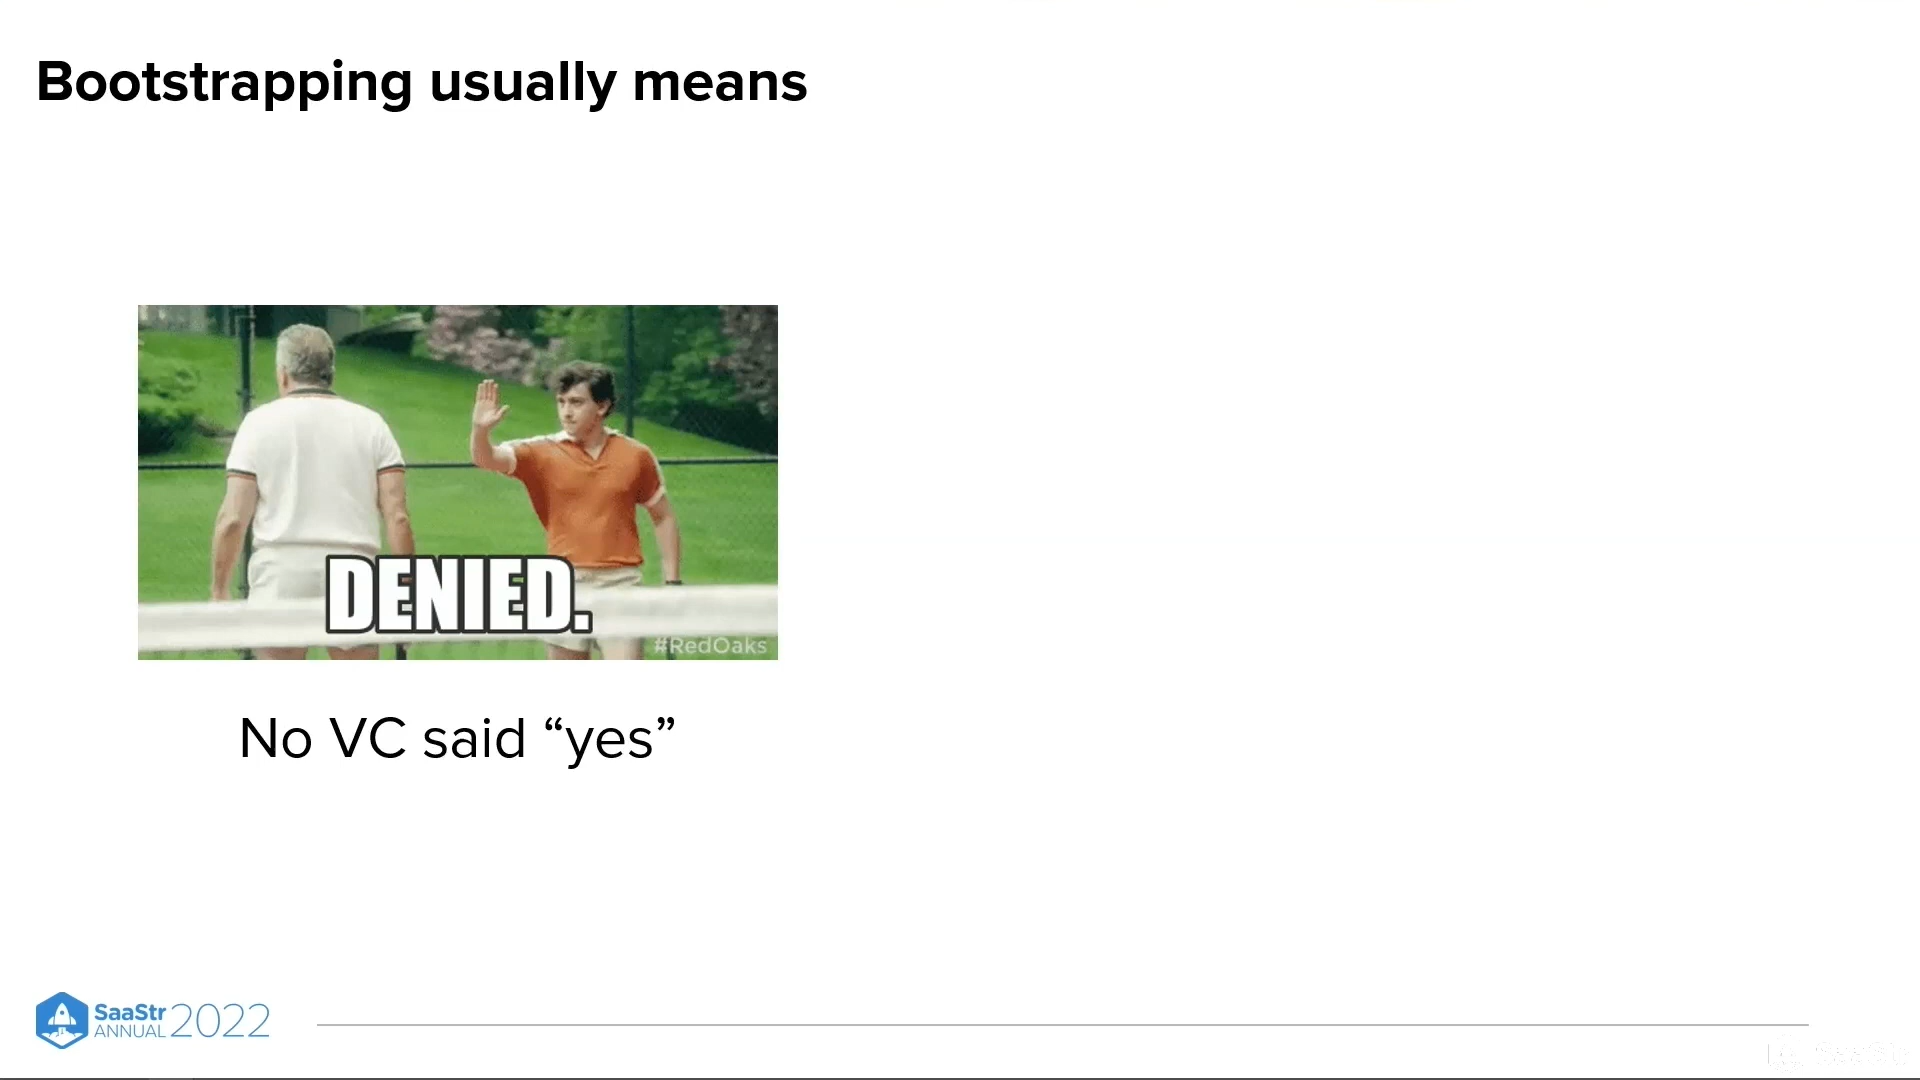 Bootstrapping usually means
DENIED.
#RedOaks
No VC said “yes”
SaaStr
ANNUAL 2022